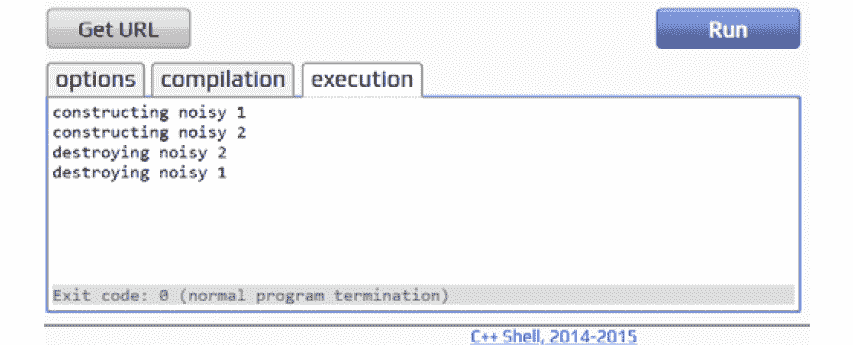 Get URL Run
options compilation execution
constructing noisy 1
constructing noisy 2
destroying noisy 2
destroying noisy 1
Exit code: 0 (normal program termination)
C++ Shell, 2014-2015